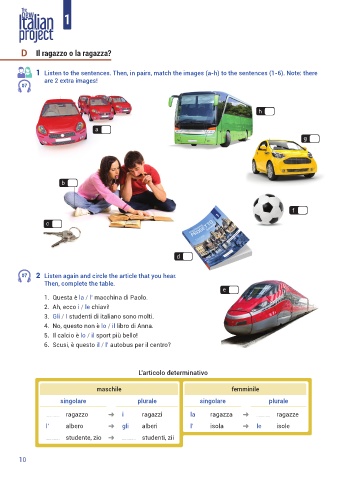 The
new
Italian
project
1
D Il ragazzo o la ragazza?
1 Listen to the sentences. Then, in pairs, match the images (a-h) to the sentences (1-6). Note: there
are 2 extra images!
07
h
a
g
b
f
c
d
e
07
2 Listen again and circle the article that you hear.
Then, complete the table.
1. Questa è la / l' macchina di Paolo.
2. Ah, ecco i / le chiavi!
3. Gli / I studenti di italiano sono molti.
4. No, questo non è lo / il libro di Anna.
5. Il calcio è lo / il sport più bello!
6. Scusi, è questo il / l' autobus per il centro?
L'articolo determinativo
maschile femminile
singolare plurale singolare plurale
........ ragazzo ➔ i ragazzi la ragazza ➔ ........ ragazze
l' albero ➔ gli alberi l' isola ➔ le isole
........ studente, zio ➔ ........ studenti, zii
10